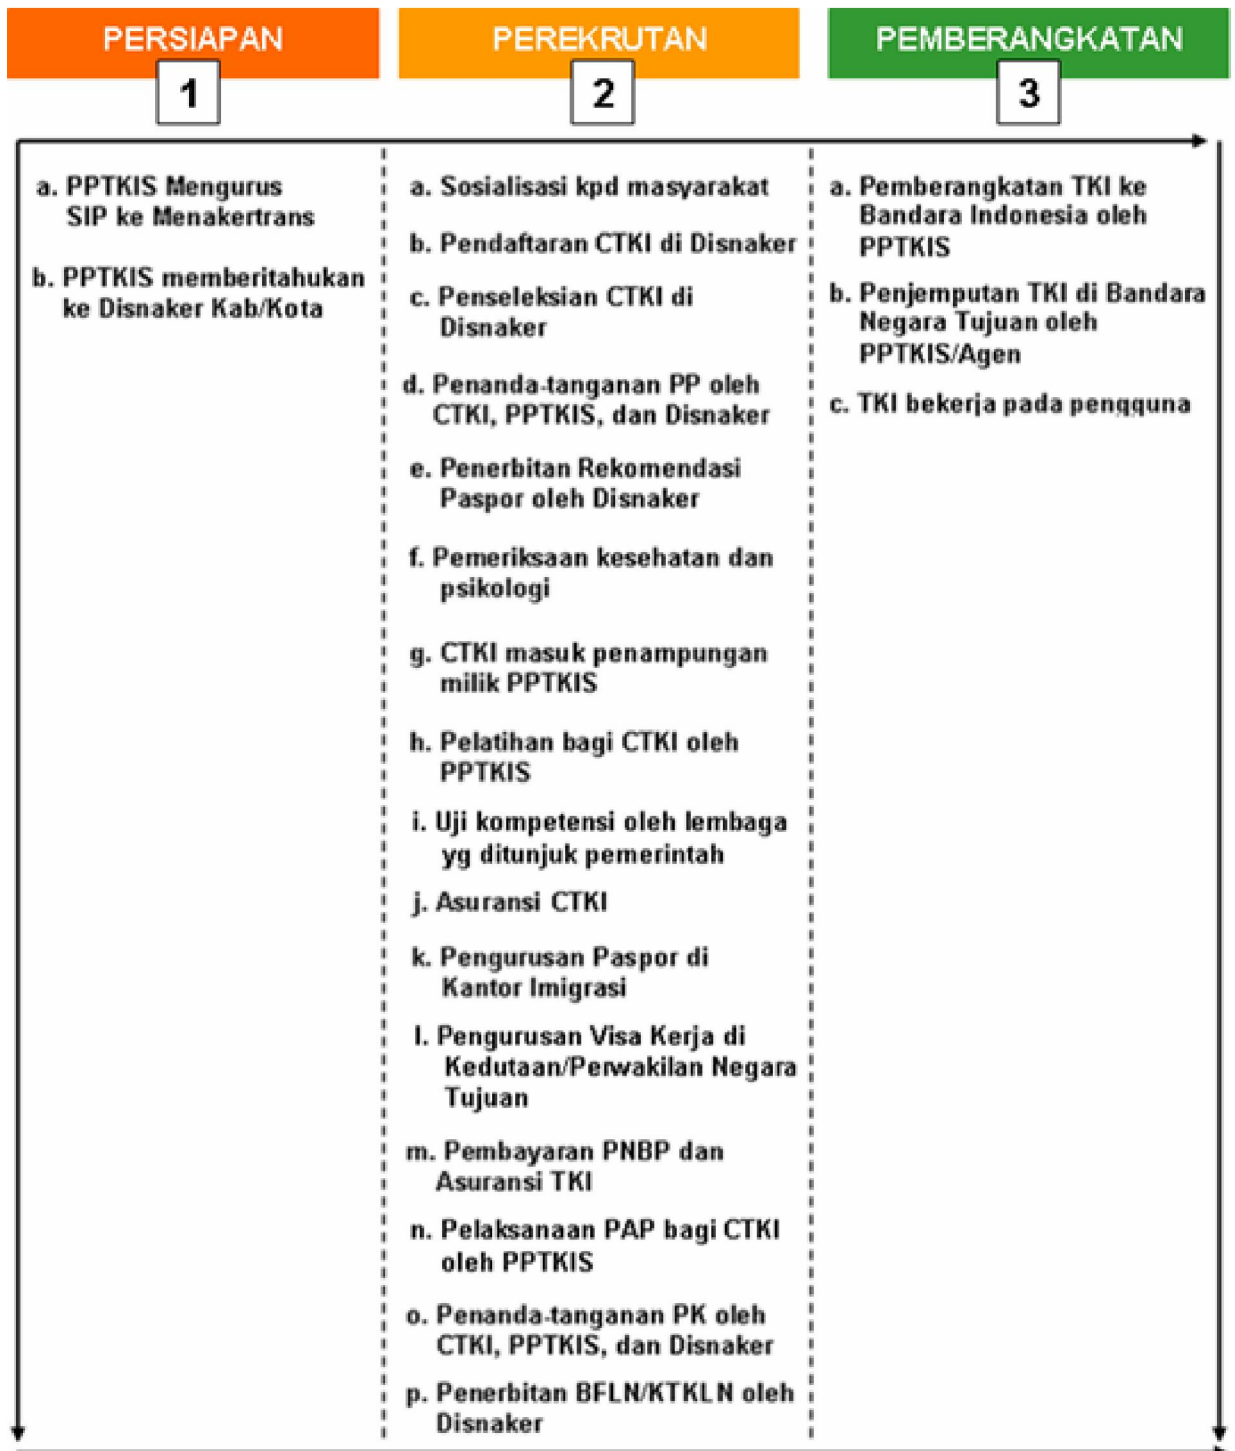 PERSIAPAN
1
a. PPTKIS Mengurus
SIP ke Menakertrans
b. PPTKIS memberitahukan
ke Disnaker Kab/Kota
PEREKRUTAN
2
a. Sosialisasi kpd masyarakat
b. Pendaftaran CTKI di Disnaker
c. Penseleksian CTKI di
Disnaker
d. Penanda-tanganan PP oleh
CTKI, PPTKIS, dan Disnaker
e. Penerbitan Rekomendasi
Paspor oleh Disnaker
f. Pemeriksaan kesehatan dan
psikologi
g. CTKI masuk penampungan
milik PPTKIS
h. Pelatihan bagi CTKI oleh
PPTKIS
i. Uji kompetensi oleh lembaga
yg ditunjuk pemerintah
j. Asuransi CTKI
k. Pengurusan Paspor di
Kantor Imigrasi
l. Pengurusan Visa Kerja di
Kedutaan/Perwakilan Negara
Tujuan
m. Pembayaran PNBP dan
Asuransi TKI
n. Pelaksanaan PAP bagi CTKI
oleh PPTKIS
o. Penanda-tanganan PK oleh
CTKI, PPTKIS, dan Disnaker
p. Penerbitan BFLN/KTKLN oleh
Disnaker
PEMBERANGKATAN
3
a. Pemberangkatan TKI ke
Bandara Indonesia oleh
PPTKIS
b. Penjemputan TKI di Bandara
Negara Tujuan oleh
PPTKIS/Agen
c. TKI bekerja pada pengguna